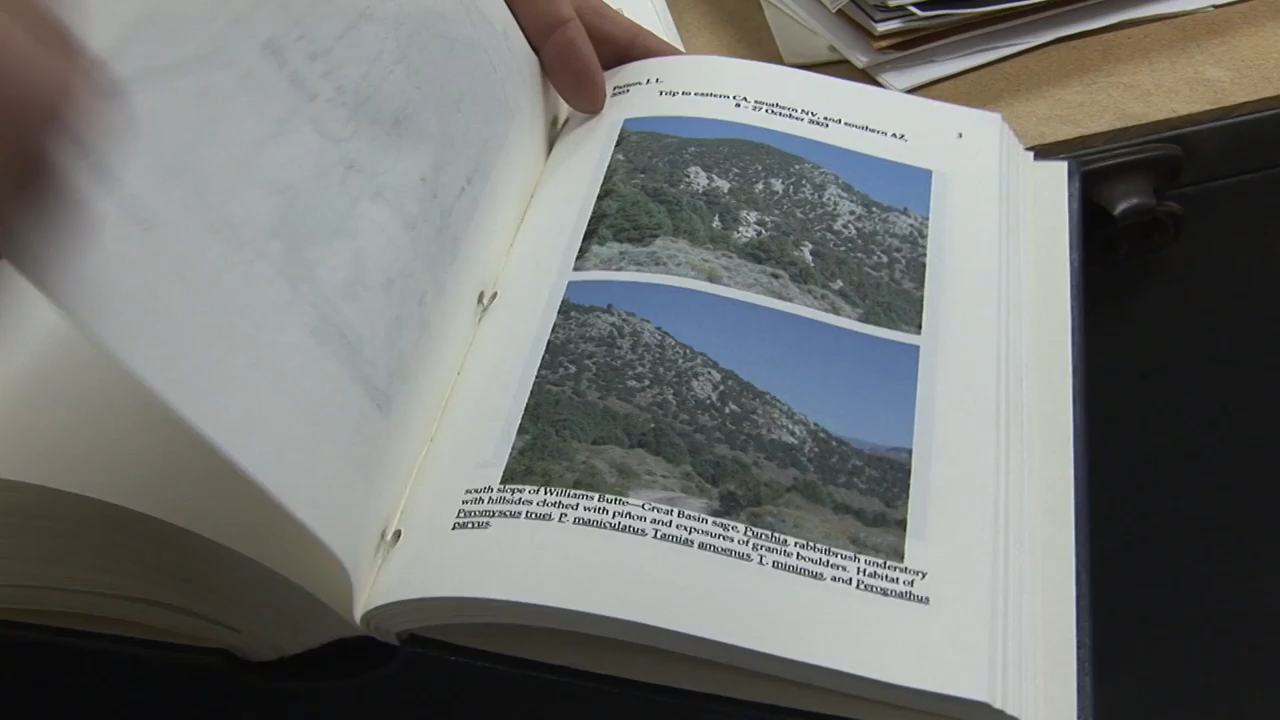 Patton, J. L.
2003
Trip to eastern CA, southern NV, and southern AZ,
8 – 27 October 2003
3
south slope of Williams Butte—Great Basin sage, Purshia, rabbitbrush understory
with hillsides clothed with piñon and exposures of granite boulders. Habitat of
Peromyscus truei, P. maniculatus, Tamias amoenus, T. minimus, and Perognathus
parvus.